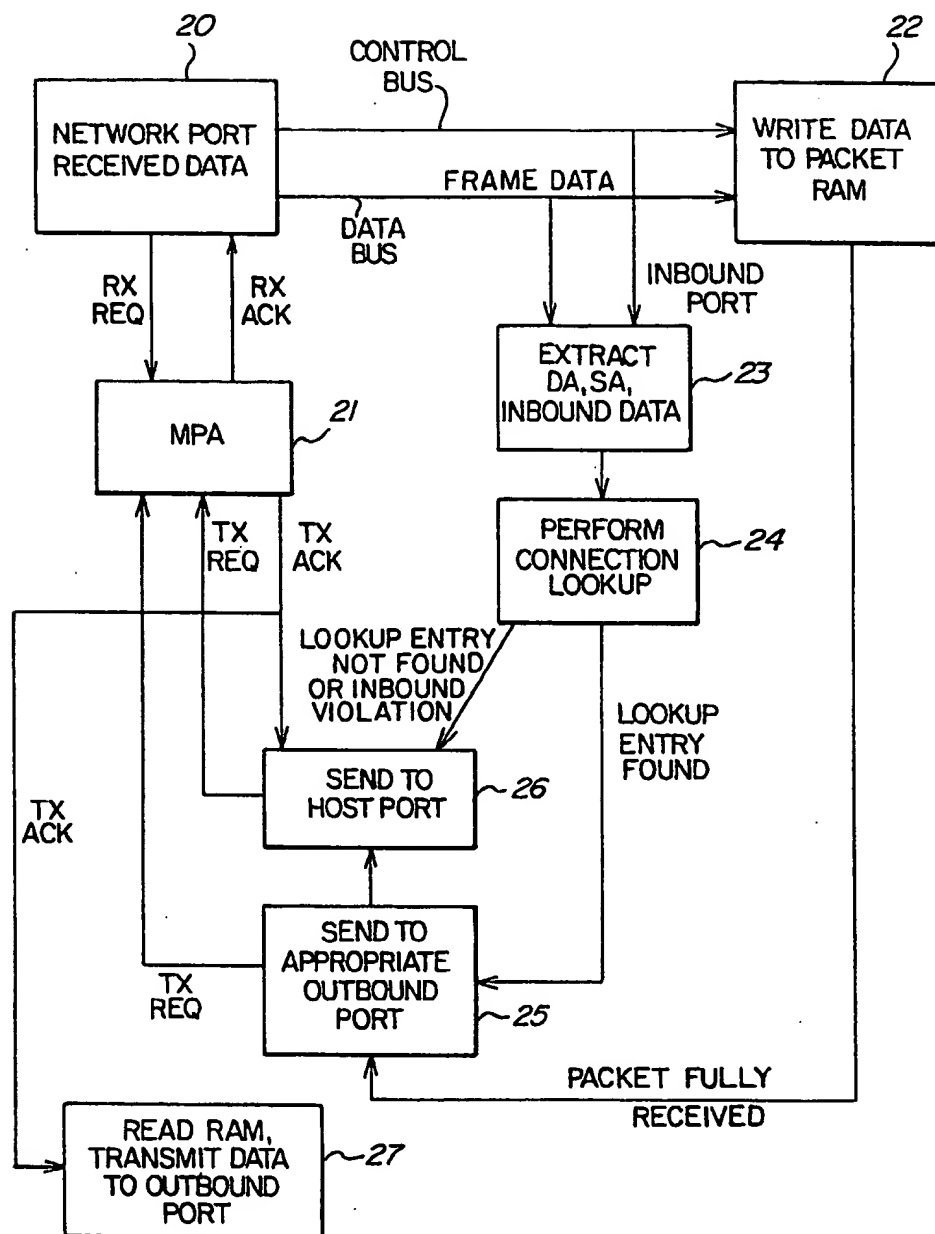 20
CONTROL
BUS
22
NETWORK PORT
RECEIVED DATA
WRITE DATA
TO PACKET
RAM
FRAME DATA
DATA
BUS
RX
REQ
RX
ACK
INBOUND
PORT
EXTRACT
DA, SA,
INBOUND DATA
23
MPA
21
TX
REQ
TX
ACK
PERFORM
CONNECTION
LOOKUP
24
LOOKUP ENTRY
NOT FOUND
OR INBOUND
VIOLATION
LOOKUP
ENTRY
FOUND
SEND TO
HOST PORT
26
TX
ACK
SEND TO
APPROPRIATE
OUTBOUND
PORT
25
TX
REQ
PACKET FULLY
RECEIVED
READ RAM,
TRANSMIT DATA
TO OUTBOUND
PORT
27